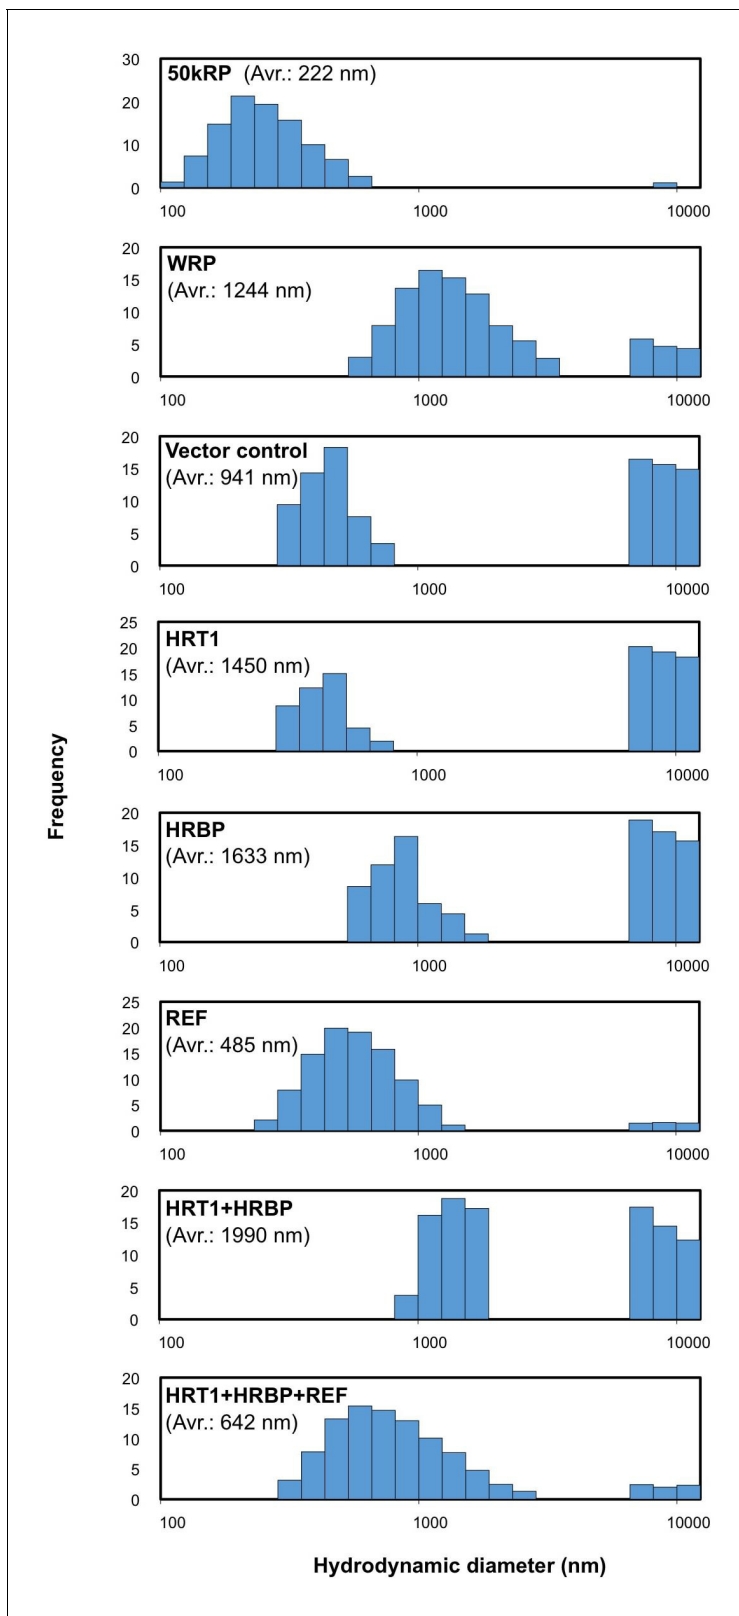 30
50kRP (Avr.: 222 nm)
20
10
0
100 1000 10000
20
WRP
15
(Avr.: 1244 nm)
10
5
0
100 1000 10000
20
Vector control
15
(Avr.: 941 nm)
10
5
0
100 1000 10000
25
HRT1
20
(Avr.: 1450 nm)
15
10
5
0
100 1000 10000
Frequency
20
HRBP
15
(Avr.: 1633 nm)
10
5
0
100 1000 10000
25
REF
20
(Avr.: 485 nm)
15
10
5
0
100 1000 10000
20
HRT1+HRBP
15
(Avr.: 1990 nm)
10
5
0
100 1000 10000
20
HRT1+HRBP+REF
15
(Avr.: 642 nm)
10
5
0
100 1000 10000
Hydrodynamic diameter (nm)